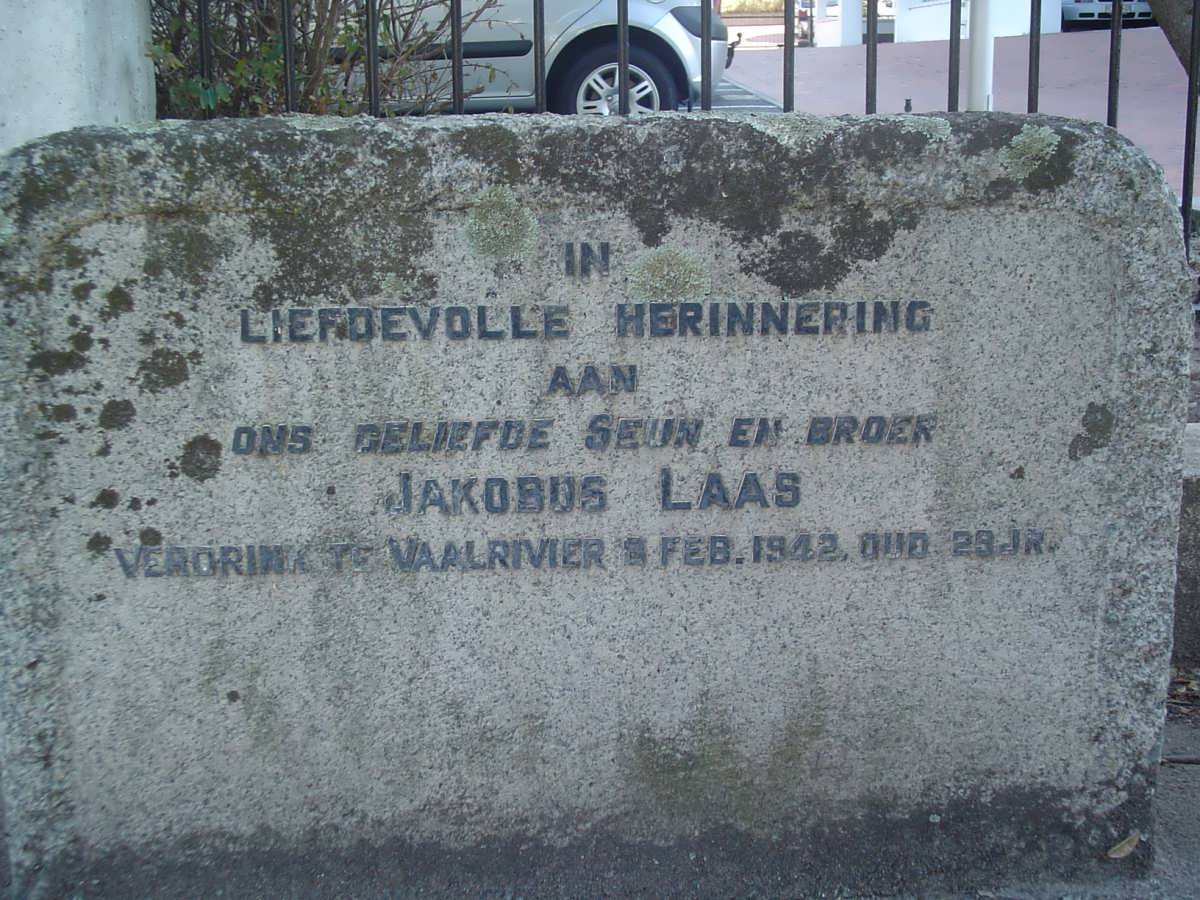 IN
LIEFDEVOLLE HERINNERING
AAN
ONS GELIEFDE SEUN EN BROER
JAKOBUS LAAS
VERDRINK TE VAALRIVIER FEB. 1942, OUD 29 JR.